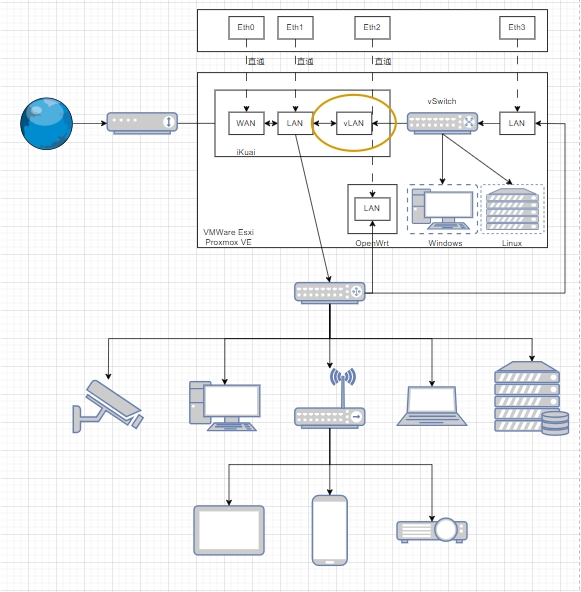 Eth0
Eth1
Eth2
Eth3
直通
直通
直通
vSwitch
WAN
LAN
vLAN
LAN
iKuai
LAN
VMWare Esxi
Proxmox VE
OpenWrt
Windows
Linux